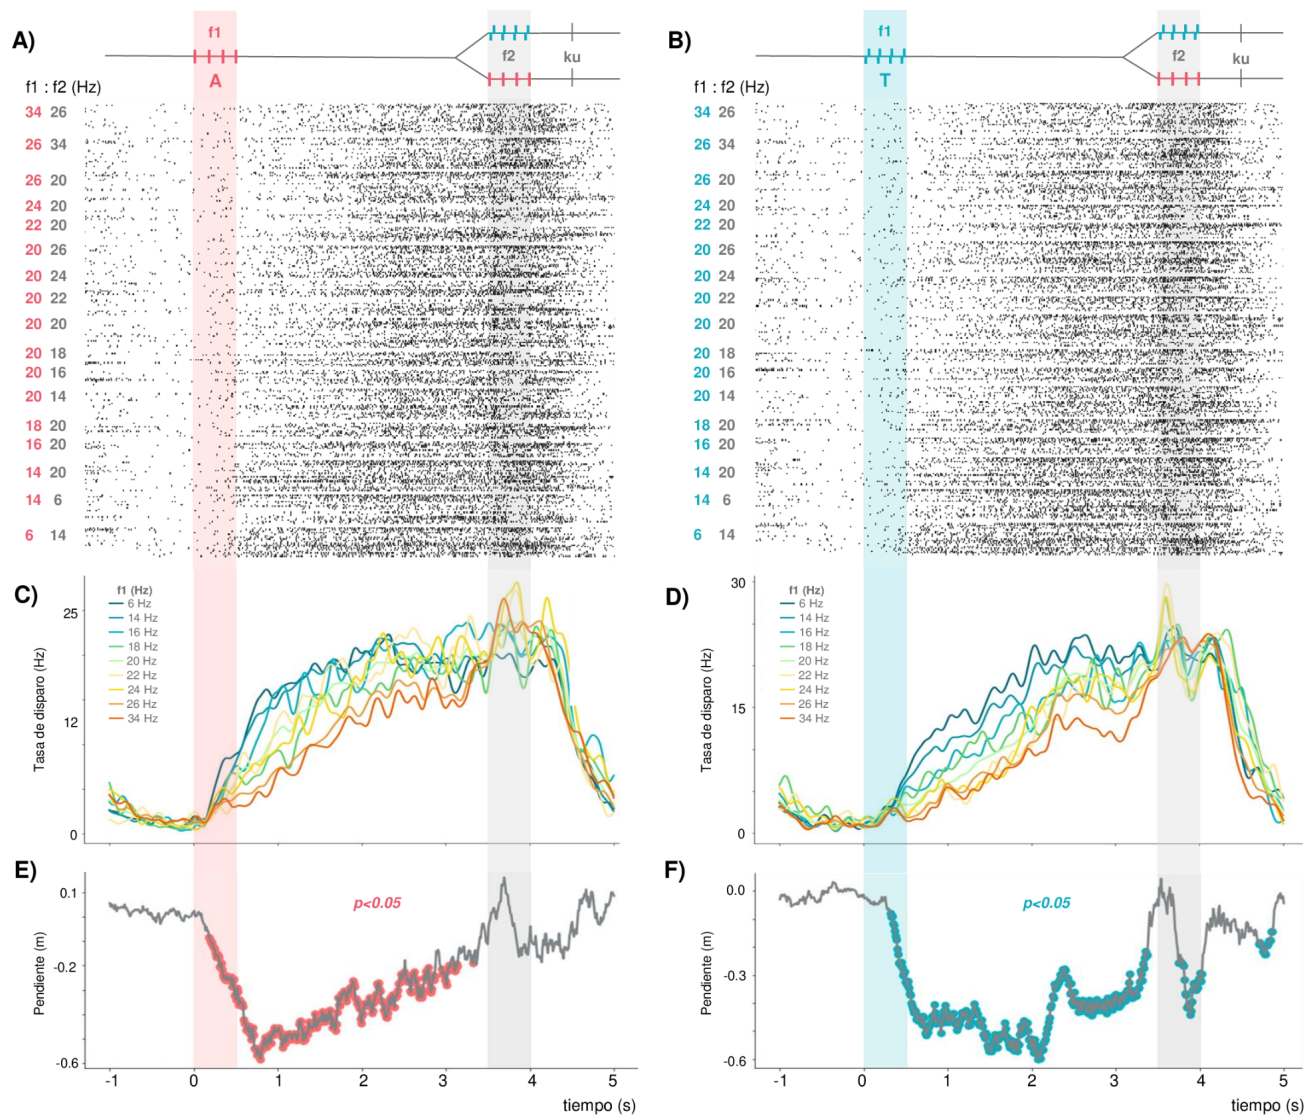 A)
f1
A
f2
ku
f1 : f2 (Hz)
34 26
26 34
26 20
24 20
22 20
20 26
20 24
20 22
20 20
20 18
20 16
20 14
18 20
16 20
14 20
14 6
6 14
B)
f1
T
f2
ku
f1 : f2 (Hz)
34 26
26 34
26 20
24 20
22 20
20 26
20 24
20 22
20 20
20 18
20 16
20 14
18 20
16 20
14 20
14 6
6 14
C)
Tasa de disparo (Hz)
25
12
0
f1 (Hz)
6 Hz
14 Hz
16 Hz
18 Hz
20 Hz
22 Hz
24 Hz
26 Hz
34 Hz
D)
Tasa de disparo (Hz)
30
15
0
f1 (Hz)
6 Hz
14 Hz
16 Hz
18 Hz
20 Hz
22 Hz
24 Hz
26 Hz
34 Hz
E)
Pendiente (m)
0.1
-0.2
-0.6
p<0.05
-1 0 1 2 3 4 5
tiempo (s)
F)
Pendiente (m)
0.0
-0.3
-0.6
p<0.05
-1 0 1 2 3 4 5
tiempo (s)